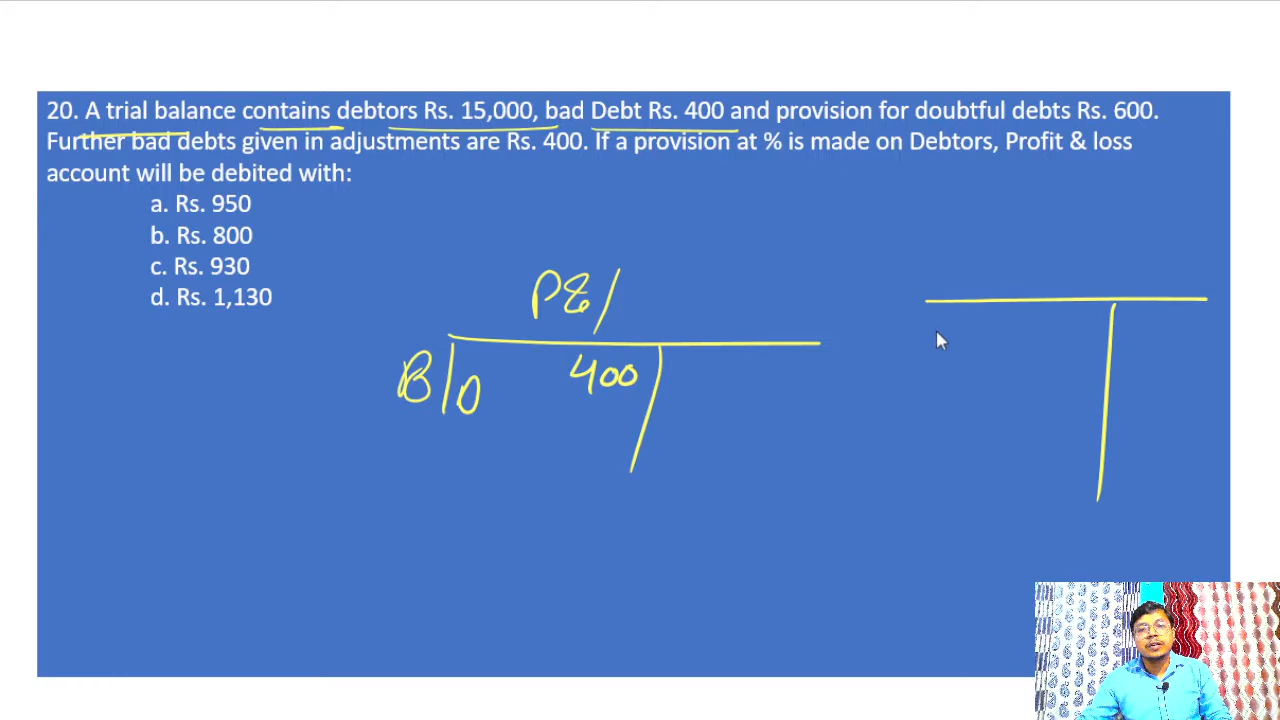 20. A trial balance contains debtors Rs. 15,000, bad Debt Rs. 400 and provision for doubtful debts Rs. 600.
Further bad debts given in adjustments are Rs. 400. If a provision at % is made on Debtors, Profit & loss
account will be debited with:
a. Rs. 950
b. Rs. 800
c. Rs. 930
d. Rs. 1,130
P&/
B/D 400